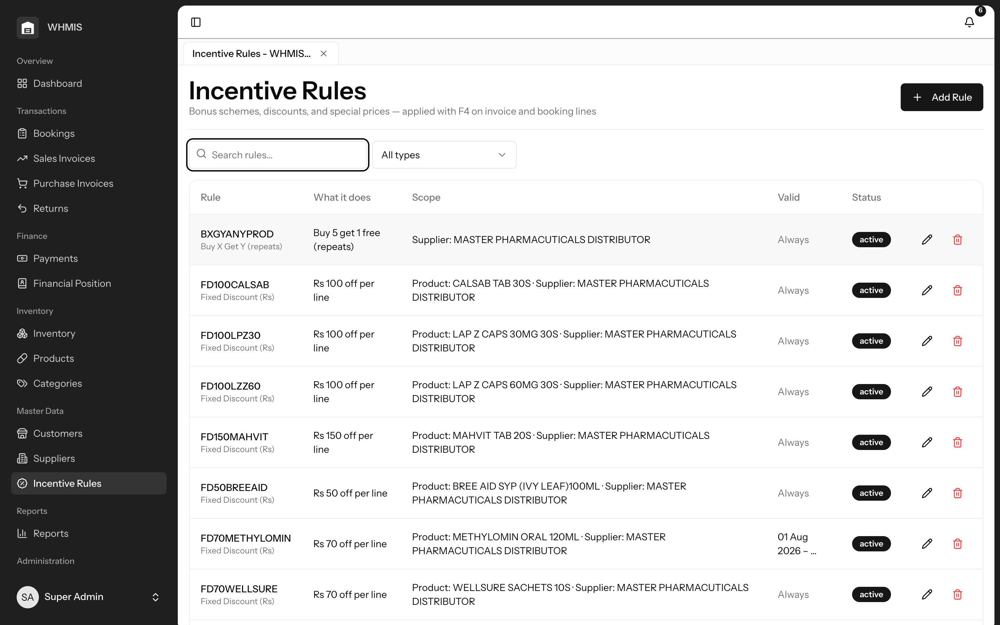 WHMIS
Overview
Dashboard
Transactions
Bookings
Sales Invoices
Purchase Invoices
Returns
Finance
Payments
Financial Position
Inventory
Inventory
Products
Categories
Master Data
Customers
Suppliers
Incentive Rules
Reports
Reports
Administration
SA
Super Admin
6
Incentive Rules - WHMIS...
Incentive Rules
Bonus schemes, discounts, and special prices — applied with F4 on invoice and booking lines
Add Rule
Search rules...
All types
Rule What it does Scope Valid Status
BXGYANYPROD
Buy X Get Y (repeats)
Buy 5 get 1 free
(repeats)
Supplier: MASTER PHARMACUTICALS DISTRIBUTOR
Always
active
FD100CALSAB
Fixed Discount (Rs)
Rs 100 off per
line
Product: CALSAB TAB 30S · Supplier: MASTER PHARMACUTICALS
DISTRIBUTOR
Always
active
FD100LPZ30
Fixed Discount (Rs)
Rs 100 off per
line
Product: LAP Z CAPS 30MG 30S · Supplier: MASTER PHARMACUTICALS
DISTRIBUTOR
Always
active
FD100LZZ60
Fixed Discount (Rs)
Rs 100 off per
line
Product: LAP Z CAPS 60MG 30S · Supplier: MASTER PHARMACUTICALS
DISTRIBUTOR
Always
active
FD150MAHVIT
Fixed Discount (Rs)
Rs 150 off per
line
Product: MAHVIT TAB 20S · Supplier: MASTER PHARMACUTICALS
DISTRIBUTOR
Always
active
FD50BREEAID
Fixed Discount (Rs)
Rs 50 off per line
Product: BREE AID SYP (IVY LEAF)100ML · Supplier: MASTER
PHARMACUTICALS DISTRIBUTOR
Always
active
FD70METHYLOMIN
Fixed Discount (Rs)
Rs 70 off per line
Product: METHYLOMIN ORAL 120ML · Supplier: MASTER
PHARMACUTICALS DISTRIBUTOR
01 Aug
2026 – ...
active
FD70WELLSURE
Fixed Discount (Rs)
Rs 70 off per line
Product: WELLSURE SACHETS 10S · Supplier: MASTER PHARMACUTICALS
DISTRIBUTOR
Always
active